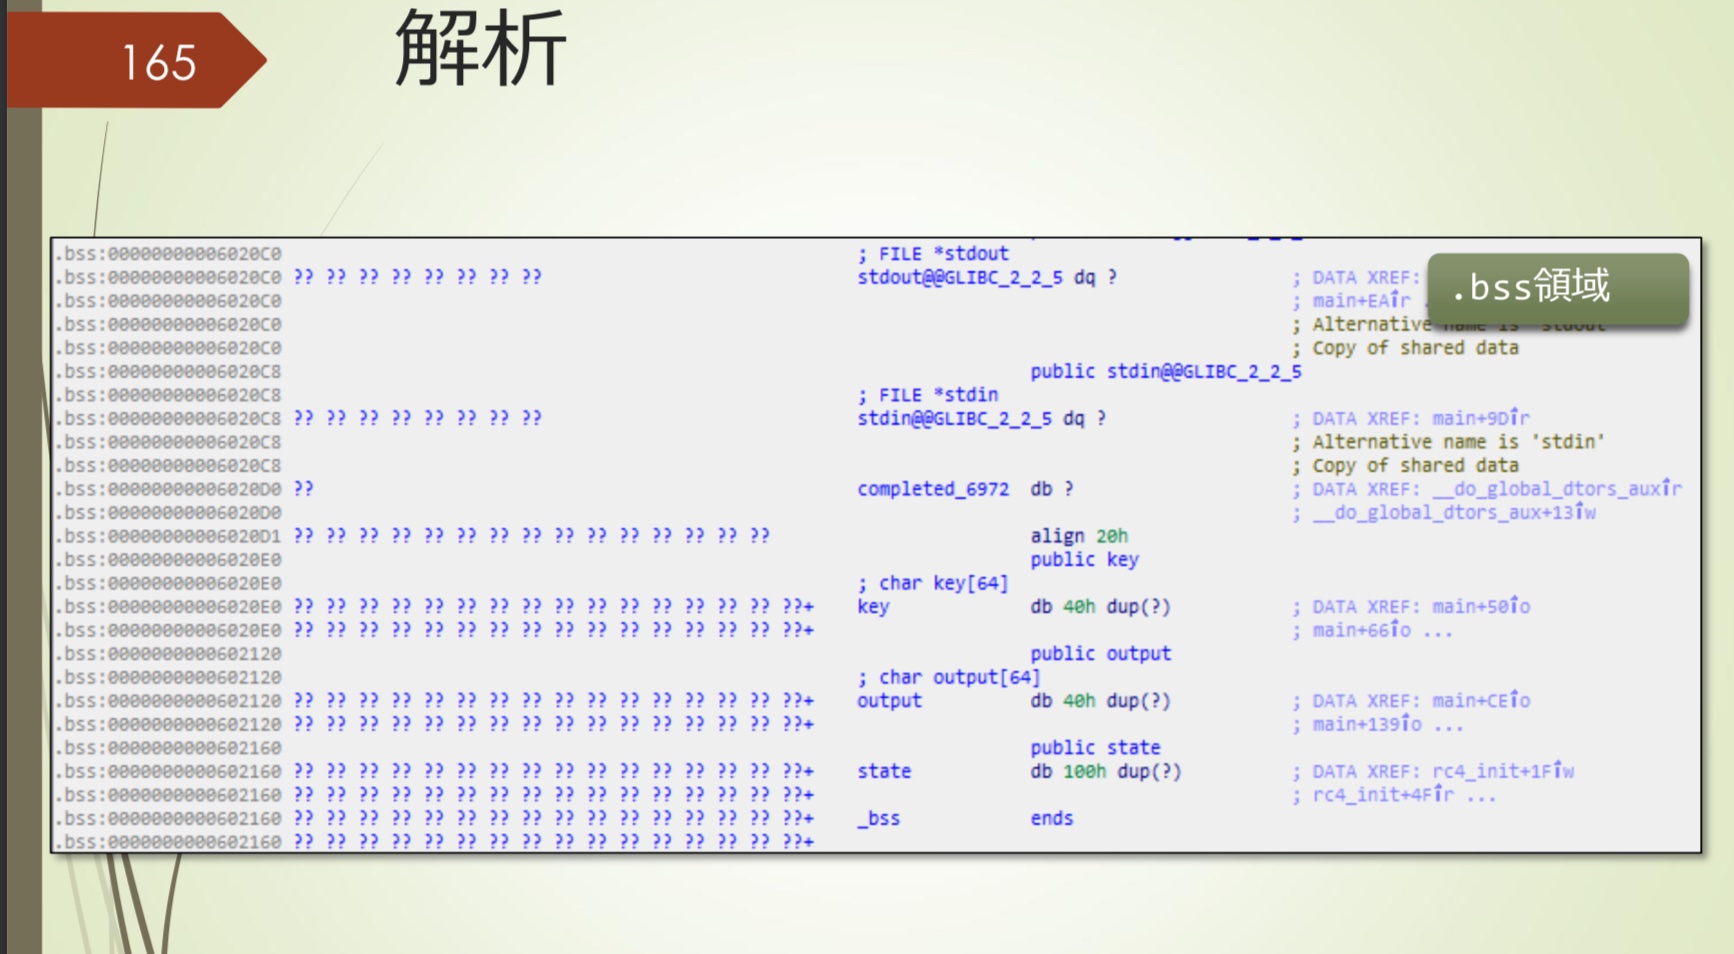 165
解析
.bss領域
.bss:00000000006020C0 ; FILE *stdout
.bss:00000000006020C0 ?? ?? ?? ?? ?? ?? ?? ?? stdout@@GLIBC_2_2_5 dq ? ; DATA XREF:
.bss:00000000006020C0 ; main+EA↑r
.bss:00000000006020C0 ; Alternative name is 'stdout'
.bss:00000000006020C0 ; Copy of shared data
.bss:00000000006020C8 public stdin@@GLIBC_2_2_5
.bss:00000000006020C8 ; FILE *stdin
.bss:00000000006020C8 ?? ?? ?? ?? ?? ?? ?? ?? stdin@@GLIBC_2_2_5 dq ? ; DATA XREF: main+9D↑r
.bss:00000000006020C8 ; Alternative name is 'stdin'
.bss:00000000006020C8 ; Copy of shared data
.bss:00000000006020D0 ?? completed_6972 db ? ; DATA XREF: __do_global_dtors_aux↑r
.bss:00000000006020D0 ; __do_global_dtors_aux+13↑w
.bss:00000000006020D1 ?? ?? ?? ?? ?? ?? ?? ?? ?? ?? ?? ?? ?? ?? ?? align 20h
.bss:00000000006020E0 public key
.bss:00000000006020E0 ; char key[64]
.bss:00000000006020E0 ?? ?? ?? ?? ?? ?? ?? ?? ?? ?? ?? ?? ?? ?? ?? ??+ key db 40h dup(?) ; DATA XREF: main+50↑o
.bss:00000000006020E0 ?? ?? ?? ?? ?? ?? ?? ?? ?? ?? ?? ?? ?? ?? ?? ??+ ; main+66↑o ...
.bss:0000000000602120 public output
.bss:0000000000602120 ; char output[64]
.bss:0000000000602120 ?? ?? ?? ?? ?? ?? ?? ?? ?? ?? ?? ?? ?? ?? ?? ??+ output db 40h dup(?) ; DATA XREF: main+CE↑o
.bss:0000000000602120 ?? ?? ?? ?? ?? ?? ?? ?? ?? ?? ?? ?? ?? ?? ?? ??+ ; main+139↑o ...
.bss:0000000000602160 public state
.bss:0000000000602160 ?? ?? ?? ?? ?? ?? ?? ?? ?? ?? ?? ?? ?? ?? ?? ??+ state db 100h dup(?) ; DATA XREF: rc4_init+1F↑w
.bss:0000000000602160 ?? ?? ?? ?? ?? ?? ?? ?? ?? ?? ?? ?? ?? ?? ?? ??+ ; rc4_init+4F↑r ...
.bss:0000000000602160 ?? ?? ?? ?? ?? ?? ?? ?? ?? ?? ?? ?? ?? ?? ?? ??+ _bss ends
.bss:0000000000602160 ?? ?? ?? ?? ?? ?? ?? ?? ?? ?? ?? ?? ?? ?? ?? ??+